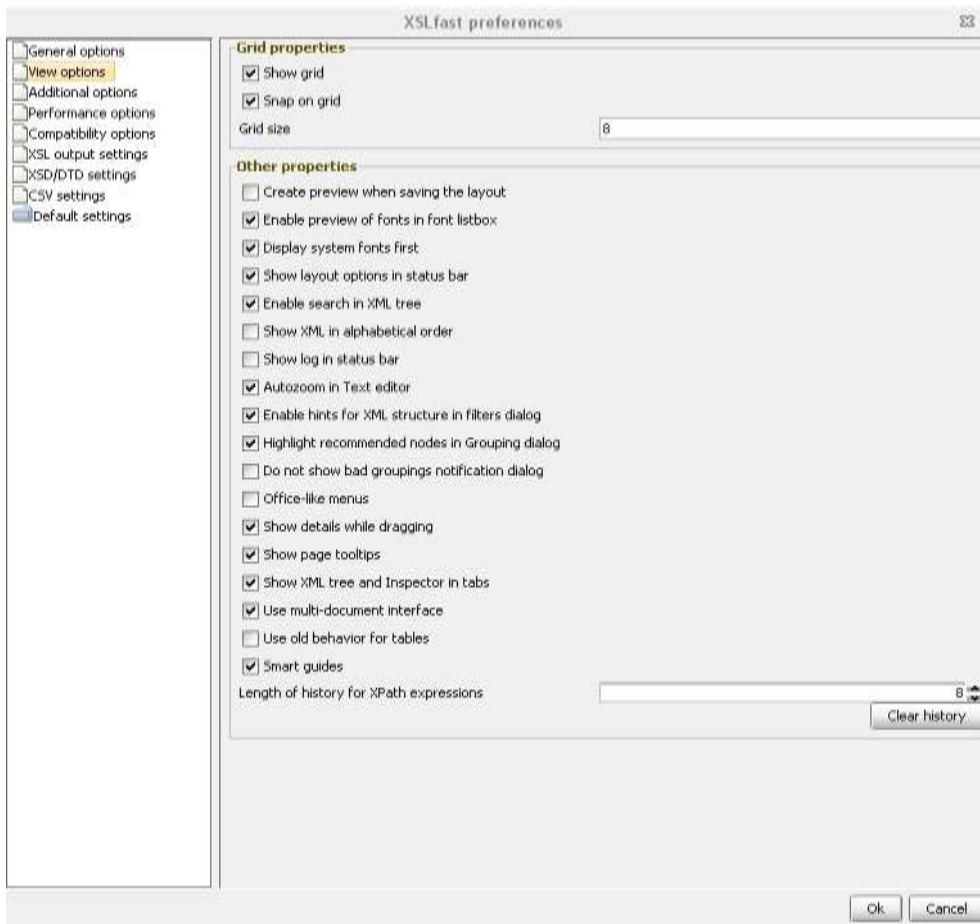 XSLfast preferences
General options
View options
Additional options
Performance options
Compatibility options
XSL output settings
XSD/DTD settings
CSV settings
Default settings
Grid properties
Show grid
Snap on grid
Grid size 8
Other properties
Create preview when saving the layout
Enable preview of fonts in font listbox
Display system fonts first
Show layout options in status bar
Enable search in XML tree
Show XML in alphabetical order
Show log in status bar
Autozoom in Text editor
Enable hints for XML structure in filters dialog
Highlight recommended nodes in Grouping dialog
Do not show bad groupings notification dialog
Office-like menus
Show details while dragging
Show page tooltips
Show XML tree and Inspector in tabs
Use multi-document interface
Use old behavior for tables
Smart guides
Length of history for XPath expressions 8
Clear history
Ok Cancel